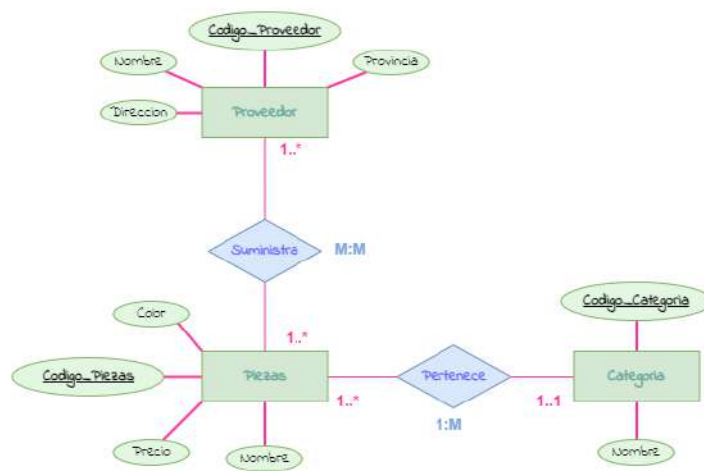 Codigo_Proveedor
Nombre
Provincia
Direccion
Proveedor
1..*
Suministra
M:M
Color
Codigo_Categoria
1..*
Codigo_Piezas
Piezas
Pertenece
Categoria
1..*
1..1
1:M
Precio
Nombre
Nombre